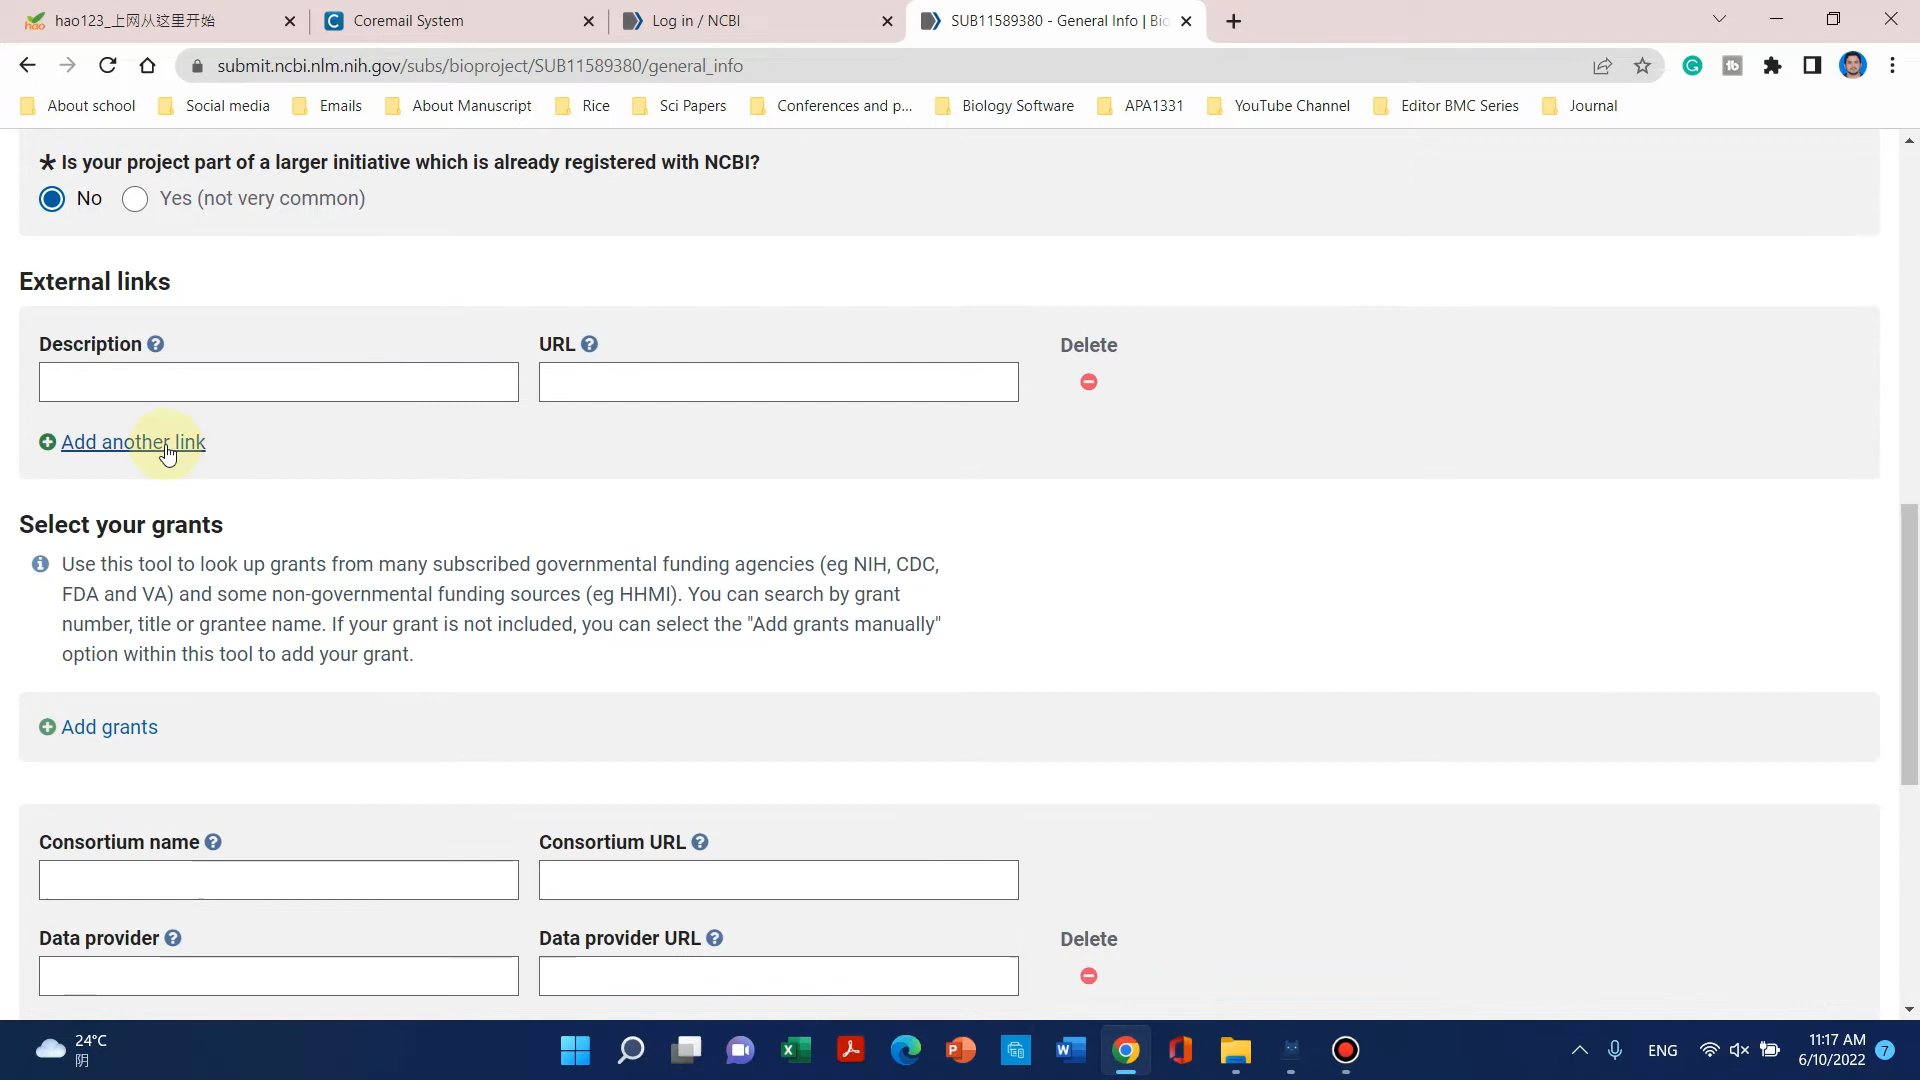 hao123_上网从这里开始
Coremail System
Log in / NCBI
SUB11589380 - General Info | Bio
submit.ncbi.nlm.nih.gov/subs/bioproject/SUB11589380/general_info
About school
Social media
Emails
About Manuscript
Rice
Sci Papers
Conferences and p...
Biology Software
APA1331
YouTube Channel
Editor BMC Series
Journal
* Is your project part of a larger initiative which is already registered with NCBI?
No
Yes (not very common)
External links
Description
URL
Delete
Add another link
Select your grants
Use this tool to look up grants from many subscribed governmental funding agencies (eg NIH, CDC,
FDA and VA) and some non-governmental funding sources (eg HHMI). You can search by grant
number, title or grantee name. If your grant is not included, you can select the "Add grants manually"
option within this tool to add your grant.
Add grants
Consortium name
Consortium URL
Data provider
Data provider URL
Delete
24°C
阴
ENG
11:17 AM
6/10/2022
7